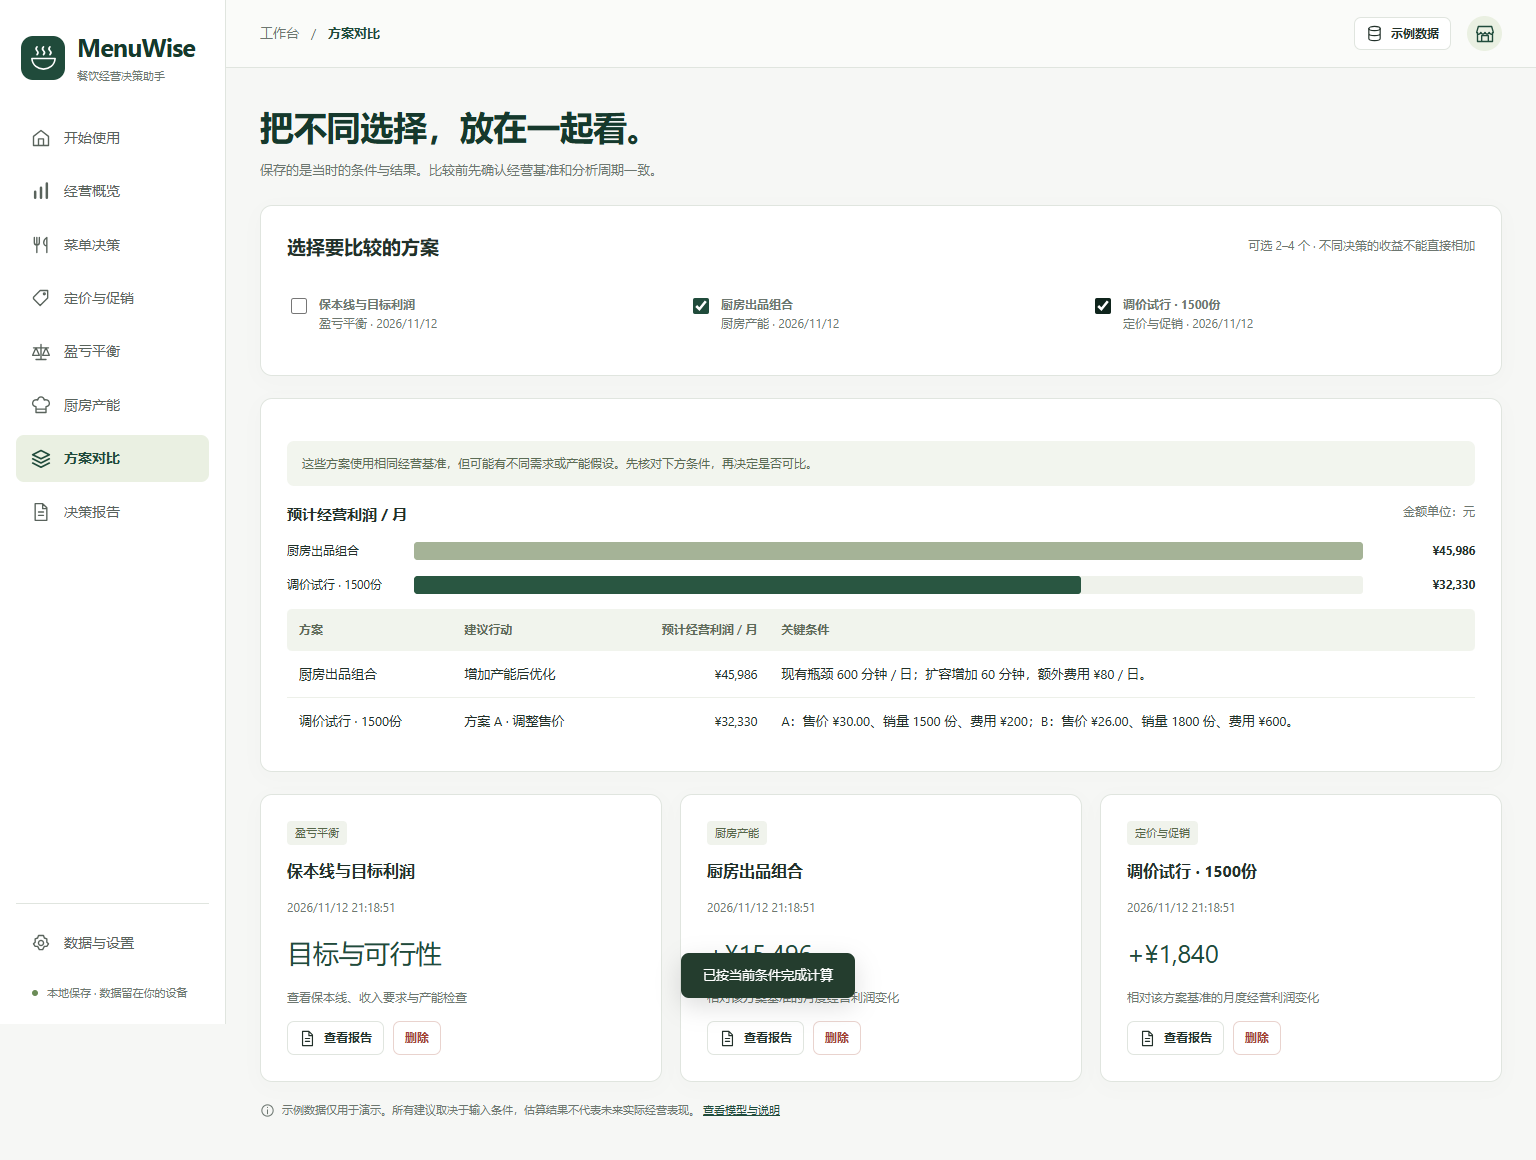 MenuWise
餐饮经营决策助手
开始使用
经营概览
菜单决策
定价与促销
盈亏平衡
厨房产能
方案对比
决策报告
数据与设置
本地保存 · 数据留在你的设备
工作台 / 方案对比
示例数据
把不同选择，放在一起看。
保存的是当时的条件与结果。比较前先确认经营基准和分析周期一致。
选择要比较的方案
可选 2–4 个 · 不同决策的收益不能直接相加
保本线与目标利润
盈亏平衡 · 2026/11/12
厨房出品组合
厨房产能 · 2026/11/12
调价试行 · 1500份
定价与促销 · 2026/11/12
这些方案使用相同经营基准，但可能有不同需求或产能假设。先核对下方条件，再决定是否可比。
预计经营利润 / 月
金额单位：元
厨房出品组合 ¥45,986
调价试行 · 1500份 ¥32,330
方案 建议行动 预计经营利润 / 月 关键条件
厨房出品组合 增加产能后优化 ¥45,986 现有瓶颈 600 分钟 / 日；扩容增加 60 分钟，额外费用 ¥80 / 日。
调价试行 · 1500份 方案 A · 调整售价 ¥32,330 A：售价 ¥30.00、销量 1500 份、费用 ¥200；B：售价 ¥26.00、销量 1800 份、费用 ¥600。
盈亏平衡
保本线与目标利润
2026/11/12 21:18:51
目标与可行性
查看保本线、收入要求与产能检查
查看报告 删除
厨房产能
厨房出品组合
2026/11/12 21:18:51
+¥15,496
已按当前条件完成计算
相对该方案基准的月度经营利润变化
查看报告 删除
定价与促销
调价试行 · 1500份
2026/11/12 21:18:51
+¥1,840
相对该方案基准的月度经营利润变化
查看报告 删除
示例数据仅用于演示。所有建议取决于输入条件，估算结果不代表未来实际经营表现。 查看模型与说明